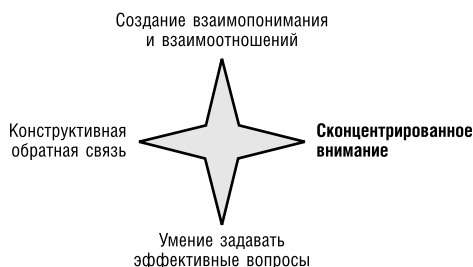 Создание взаимопонимания
и взаимоотношений
Конструктивная
обратная связь
Сконцентрированное
внимание
Умение задавать
эффективные вопросы